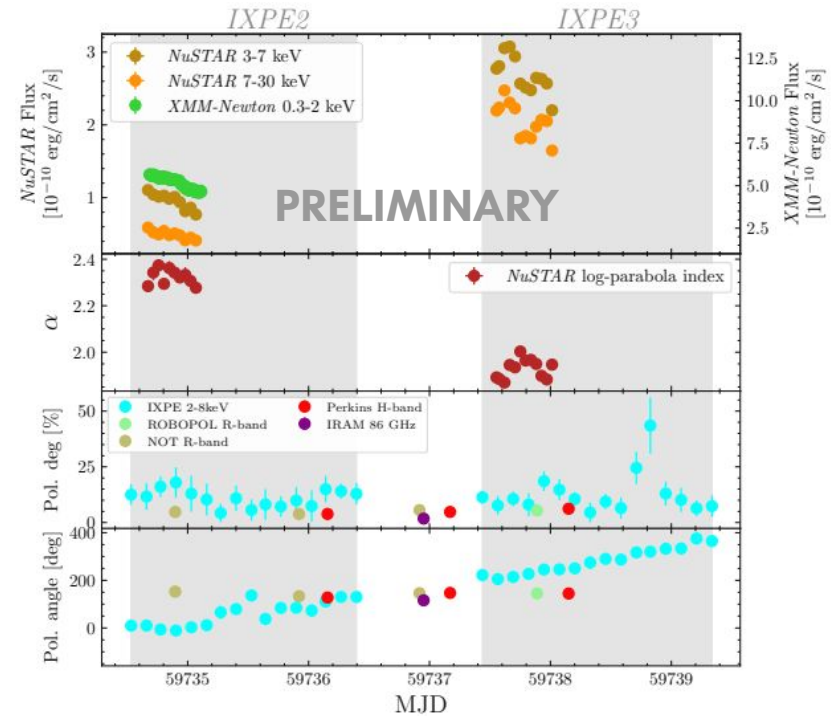 IXPE2 IXPE3
NuSTAR 3-7 keV
NuSTAR 7-30 keV
XMM-Newton 0.3-2 keV
NuSTAR Flux
[10⁻¹⁰ erg/cm²/s]
3
2
1
XMM-Newton Flux
[10⁻¹⁰ erg/cm²/s]
12.5
10.0
7.5
5.0
2.5
PRELIMINARY
NuSTAR log-parabola index
α
2.4
2.2
2.0
IXPE 2-8keV
ROBOPOL R-band
NOT R-band
Perkins H-band
IRAM 86 GHz
Pol. deg [%]
50
25
0
Pol. angle [deg]
400
200
0
59735 59736 59737 59738 59739
MJD